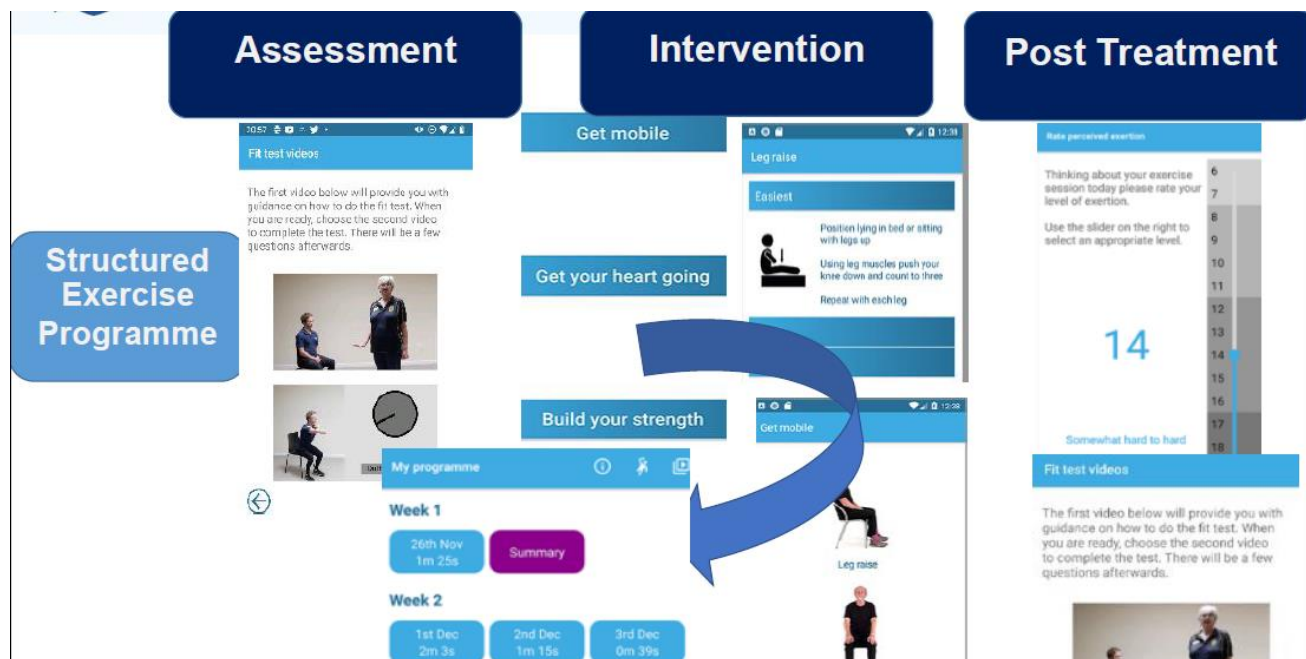 Assessment
Intervention
Post Treatment
Structured
Exercise
Programme
Fit test videos
The first video below will provide you with
guidance on how to do the fit test. When
you are ready, choose the second video
to complete the test. There will be a few
questions afterwards.
Get mobile
Get your heart going
Build your strength
12:38
Leg raise
Easiest
Position lying in bed or sitting
with legs up
Using leg muscles push your
knee down and count to three
Repeat with each leg
12:38
Get mobile
Leg raise
My programme
Week 1
26th Nov
1m 25s
Summary
Week 2
1st Dec
2m 3s
2nd Dec
1m 15s
3rd Dec
0m 39s
Rate perceived exertion
Thinking about your exercise
session today please rate your
level of exertion.
Use the slider on the right to
select an appropriate level.
14
Somewhat hard to hard
6
7
8
9
10
11
12
13
14
15
16
17
18
Fit test videos
The first video below will provide you with
guidance on how to do the fit test. When
you are ready, choose the second video
to complete the test. There will be a few
questions afterwards.